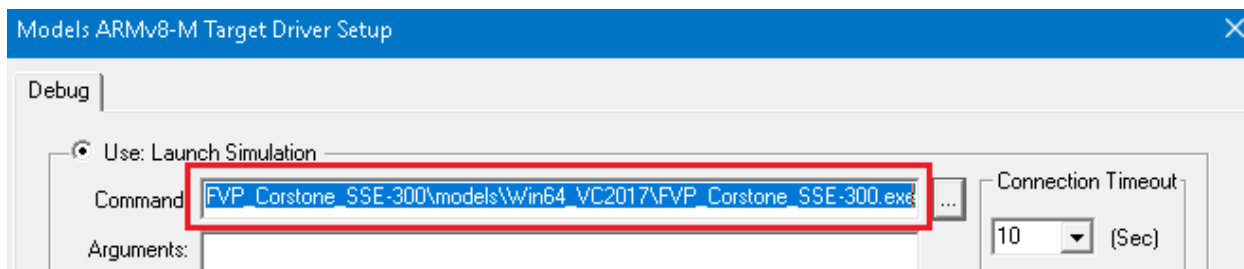 Models ARMv8-M Target Driver Setup
Debug
Use: Launch Simulation
Command FVP_Corstone_SSE-300\models\Win64_VC2017\FVP_Corstone_SSE-300.exe ...
Connection Timeout
Arguments:
10 (Sec)